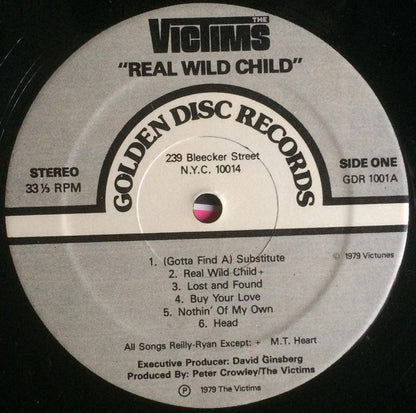 THE
VICTIMS
"REAL WILD CHILD"
GOLDEN DISC RECORDS
239 Bleecker Street
N.Y.C. 10014
STEREO
33⅓ RPM
SIDE ONE
GDR 1001A
1. (Gotta Find A) Substitute
2. Real Wild Child +
3. Lost and Found
4. Buy Your Love
5. Nothin' Of My Own
6. Head
© 1979 Victunes
All Songs Reilly-Ryan Except: + M.T. Heart
Executive Producer: David Ginsberg
Produced By: Peter Crowley/The Victims
℗ 1979 The Victims